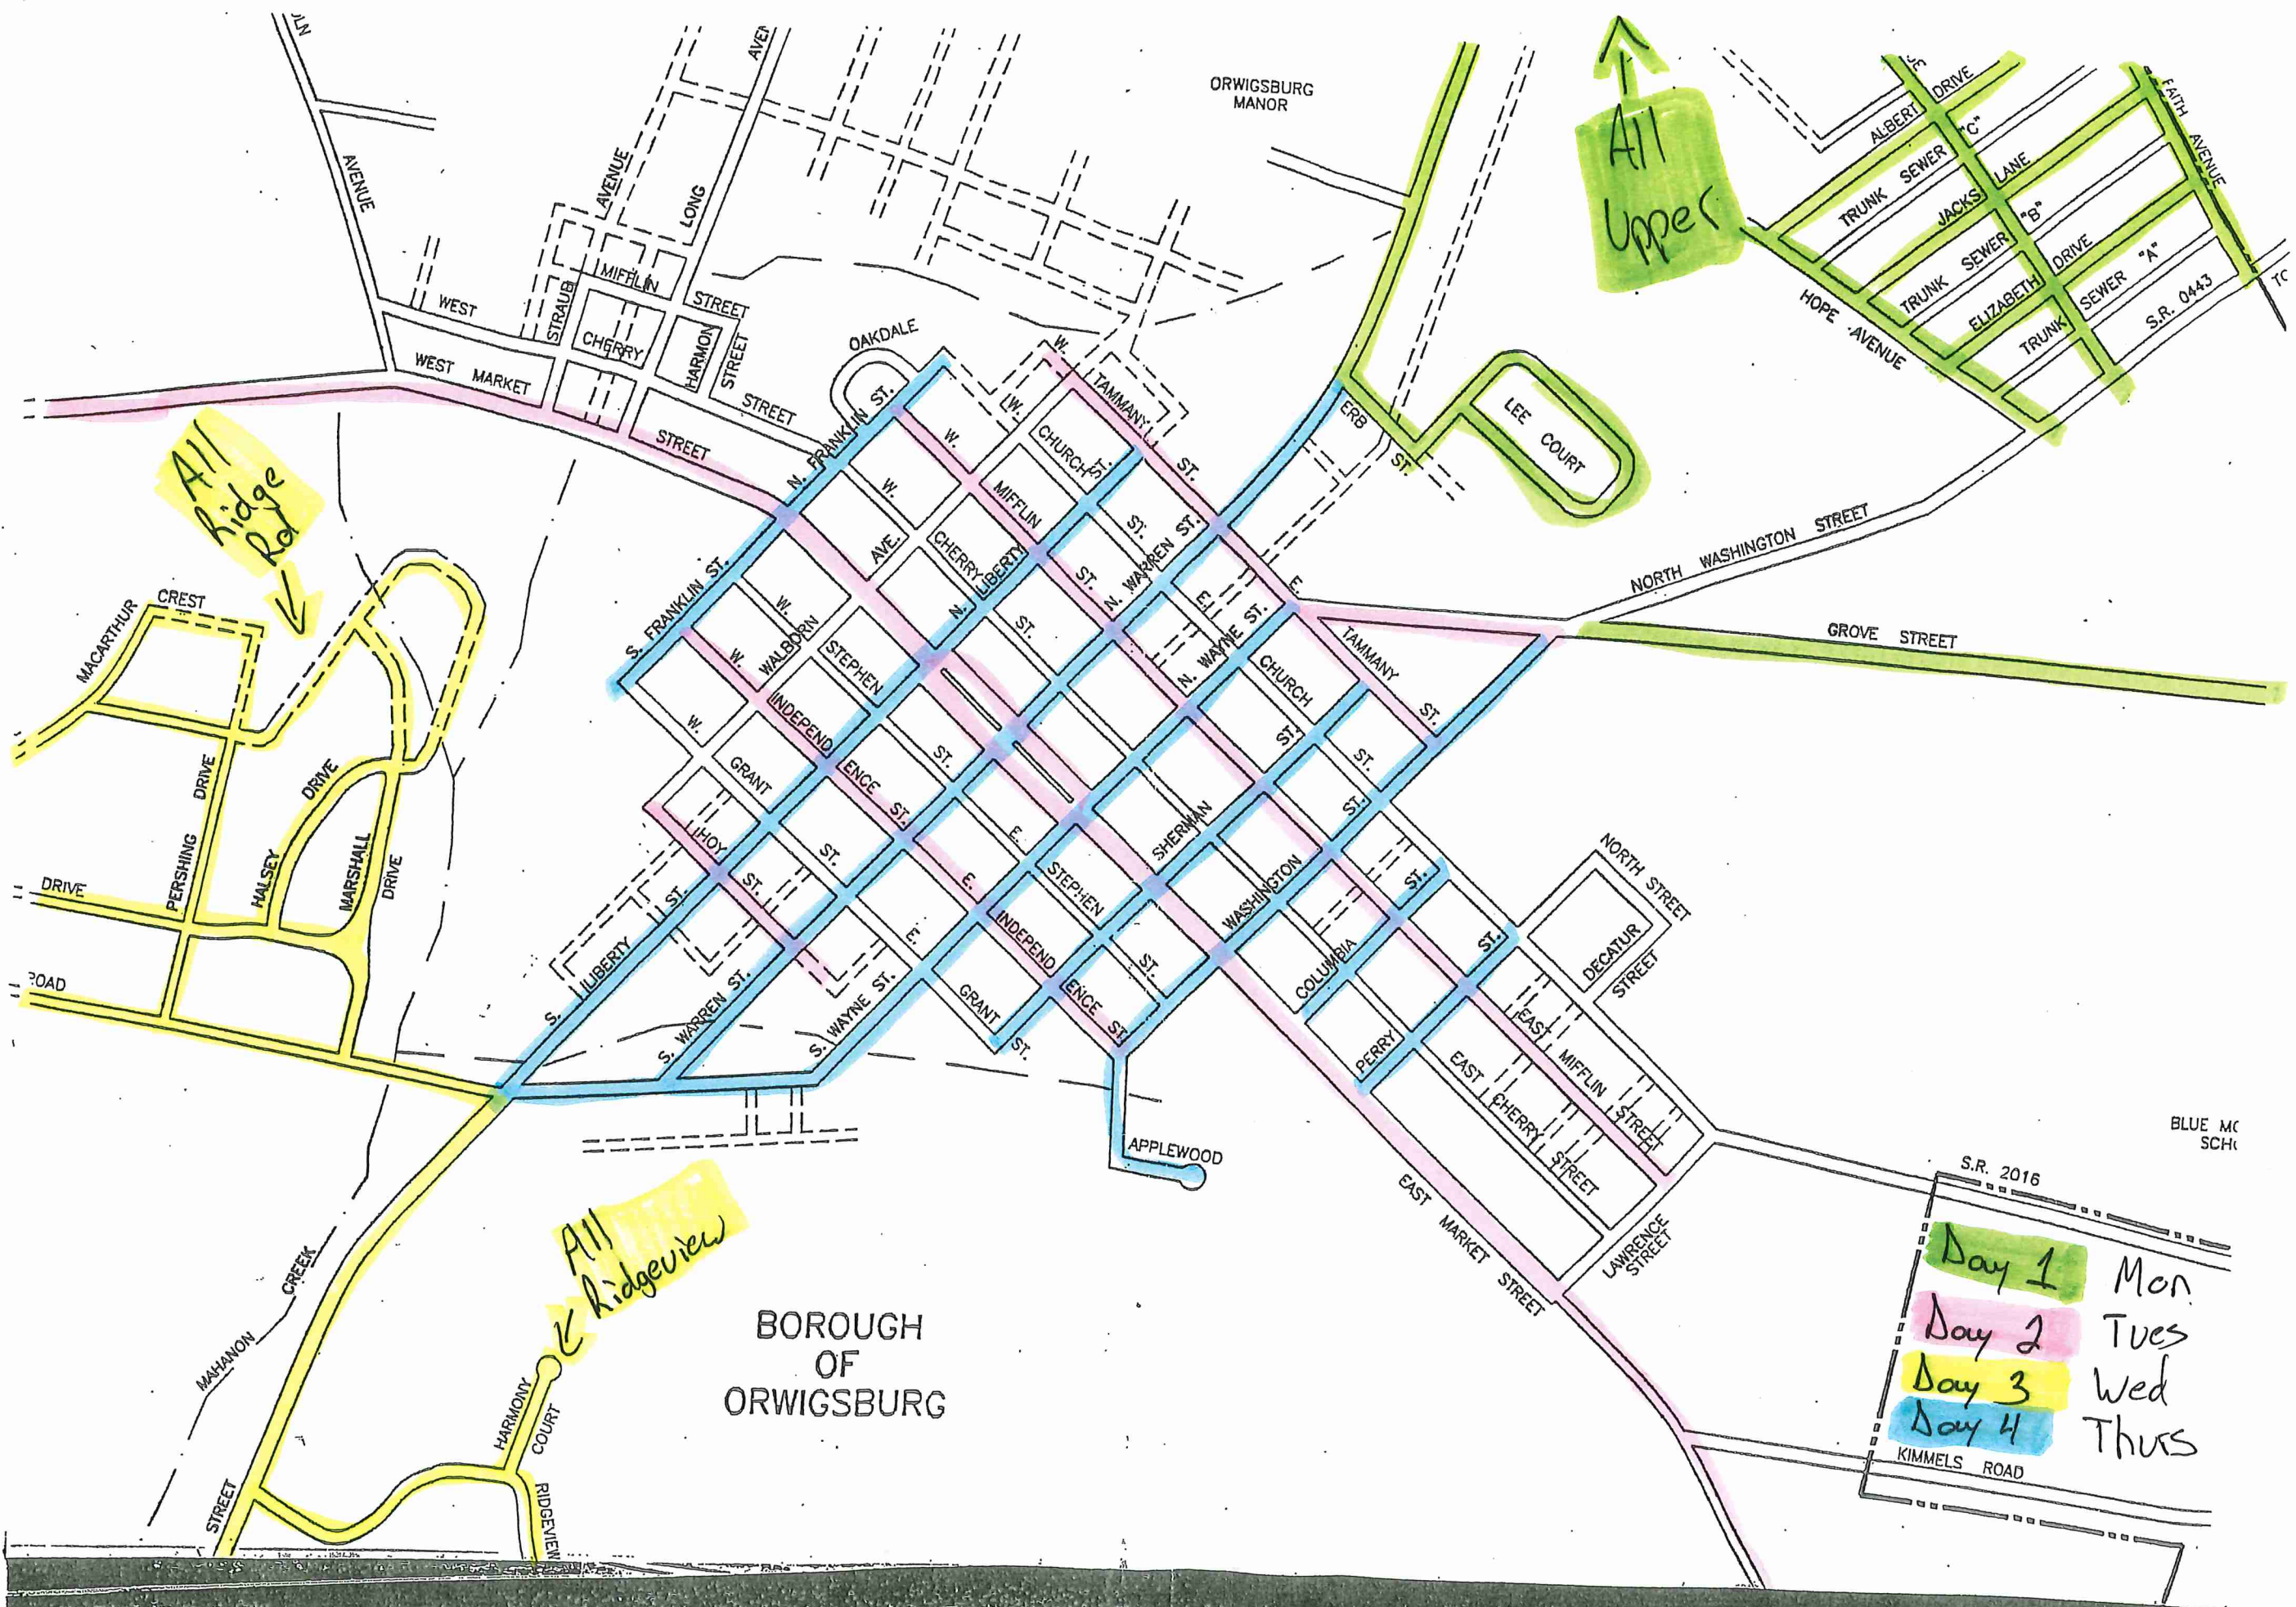 AVENUE
AVENUE
LONG
ORWIGSBURG
MANOR
All
Upper
ALBERT DRIVE
TRUNK SEWER "C"
JACKS LANE
TRUNK SEWER "B"
ELIZABETH DRIVE
TRUNK SEWER "A"
S.R. 0443
FAITH AVENUE
HOPE AVENUE
WEST
STRAUB
MIFFLIN STREET
CHERRY STREET
HARMON STREET
WEST MARKET STREET
OAKDALE
N. FRANKLIN ST.
W. TAMMANY ST.
W. CHURCH ST.
W. MIFFLIN ST.
W. CHERRY ST.
AVE.
N. LIBERTY ST.
N. WARREN ST.
N. WAYNE ST.
ERB ST.
LEE
COURT
NORTH WASHINGTON STREET
GROVE STREET
All
Ridge
Rd
MACARTHUR
CREST
DRIVE
PERSHING DRIVE
HALSEY DRIVE
MARSHALL DRIVE
ROAD
S. FRANKLIN ST.
W. WALBORN
W. STEPHEN ST.
W. INDEPENDENCE ST.
W. GRANT ST.
HOY ST.
E. TAMMANY ST.
E. CHURCH ST.
SHERMAN ST.
WASHINGTON ST.
COLUMBIA ST.
PERRY ST.
E. STEPHEN ST.
E. INDEPENDENCE ST.
E. GRANT ST.
S. LIBERTY ST.
S. WARREN ST.
S. WAYNE ST.
NORTH STREET
DECATUR
STREET
EAST MIFFLIN STREET
EAST CHERRY STREET
EAST MARKET STREET
LAWRENCE
STREET
APPLEWOOD
BLUE
S.R. 2016
KIMMELS ROAD
MAHANON CREEK
STREET
All
Ridgeview
HARMONY
COURT
RIDGEVIEW
BOROUGH
OF
ORWIGSBURG
Day 1 Mon
Day 2 Tues
Day 3 Wed
Day 4 Thurs